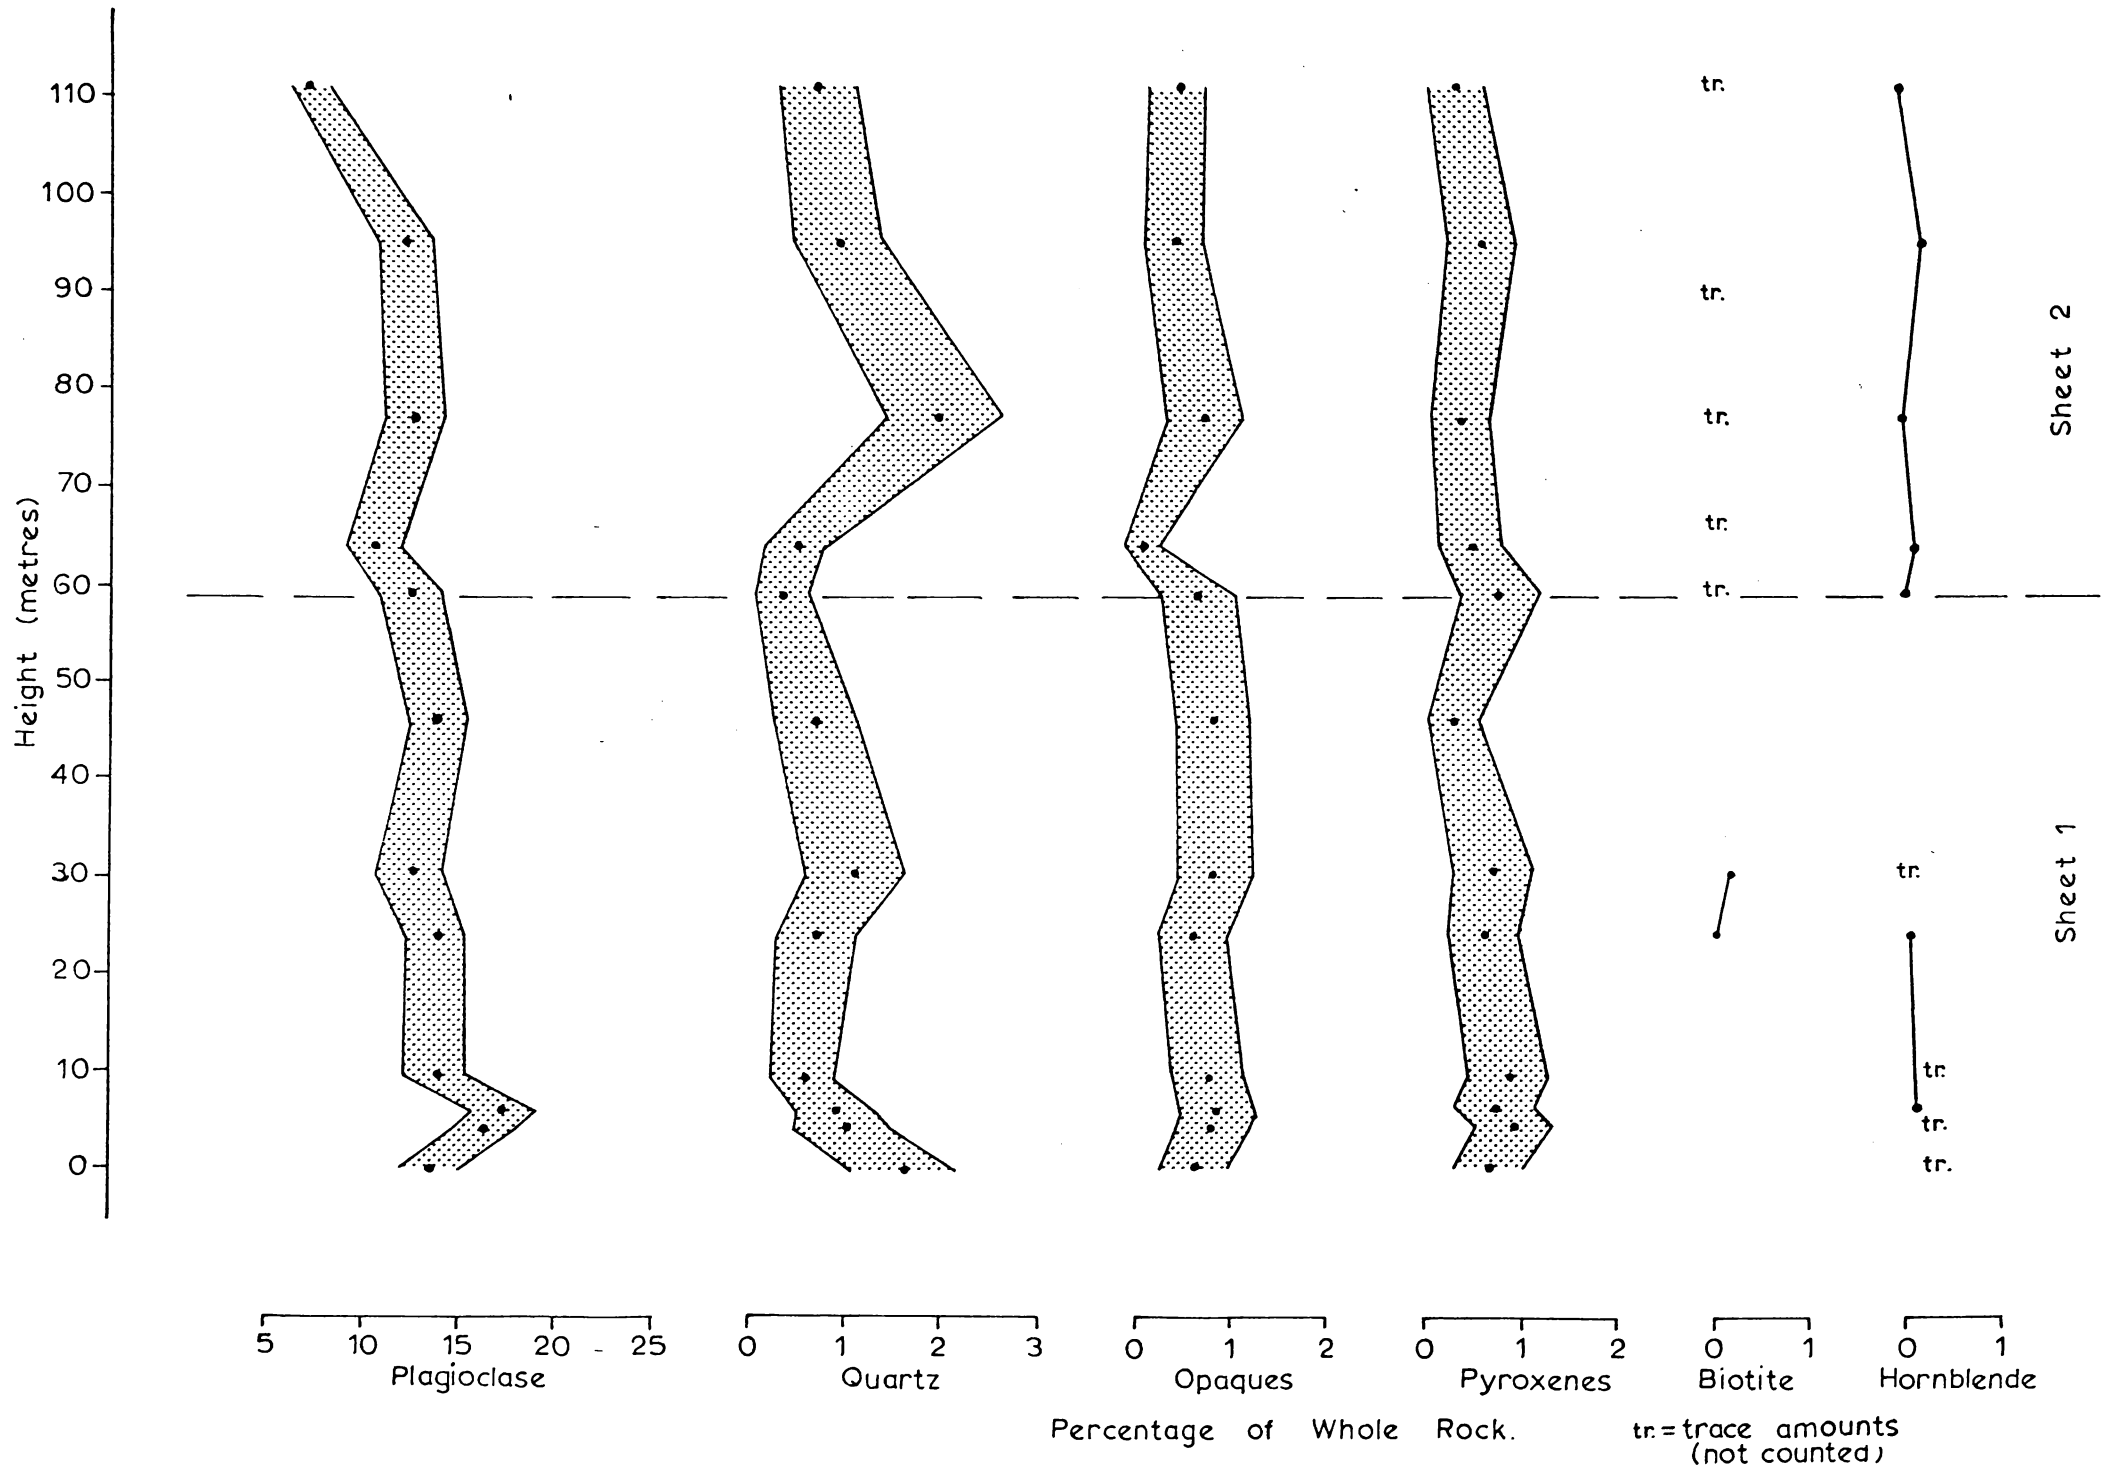 110
100
90
80
70
60
50
40
30
20
10
0
Height (metres)
tr.
tr.
tr.
tr.
tr.
tr.
tr.
tr.
tr.
Sheet 2
Sheet 1
5 10 15 20 25
Plagioclase
0 1 2 3
Quartz
0 1 2
Opaques
0 1 2
Pyroxenes
0 1
Biotite
0 1
Hornblende
Percentage of Whole Rock.
tr.=trace amounts
(not counted)